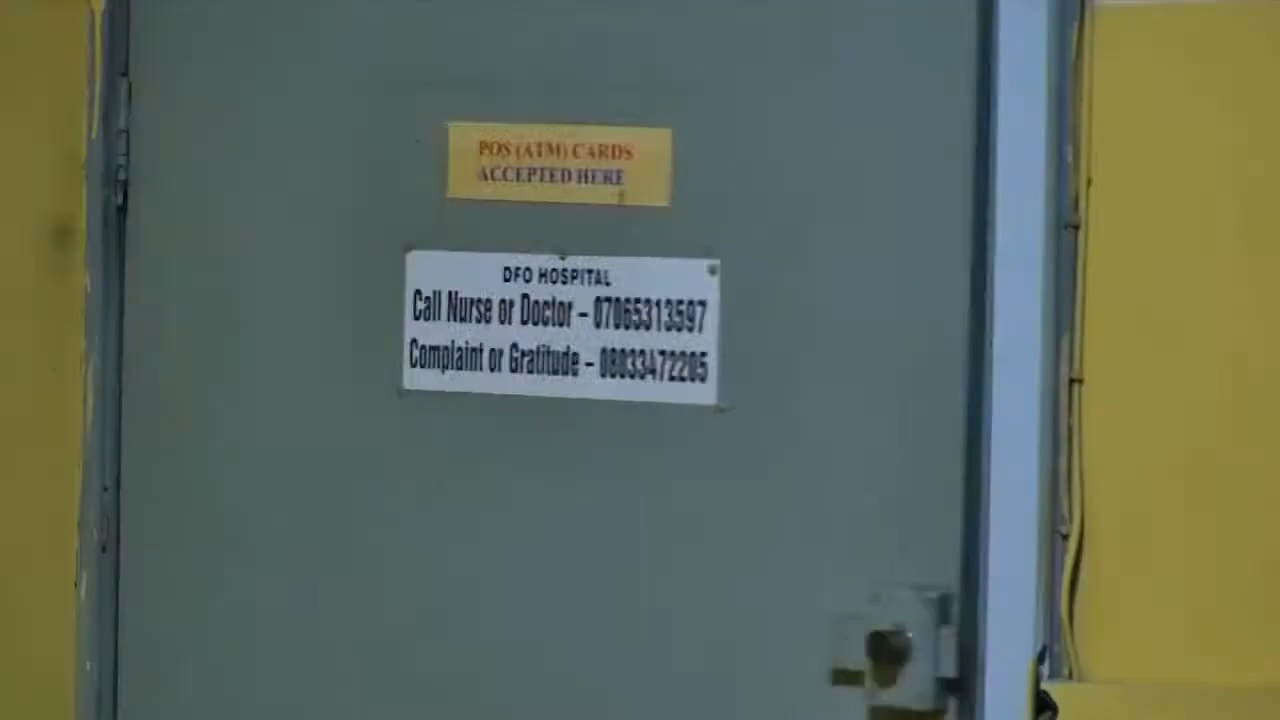 POS (ATM) CARDS
ACCEPTED HERE
DFO HOSPITAL
Call Nurse or Doctor – 07065313597
Complaint or Gratitude – 08033472205